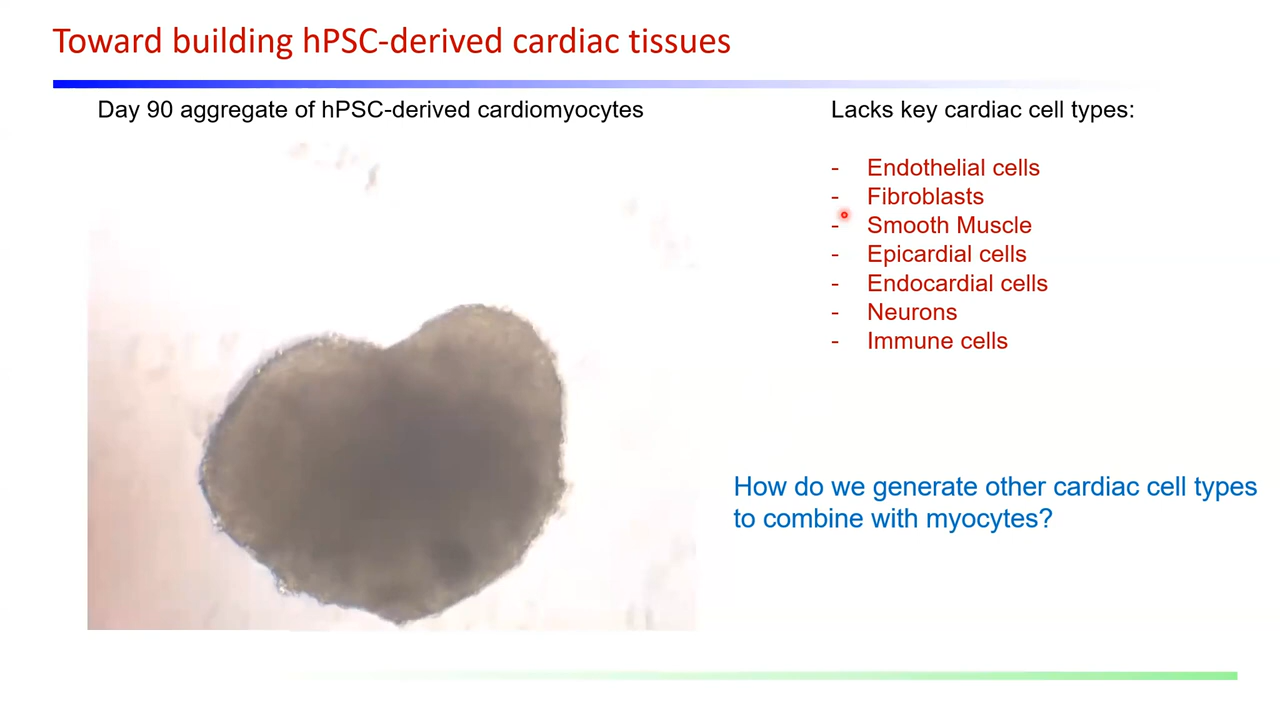 Toward building hPSC-derived cardiac tissues
Day 90 aggregate of hPSC-derived cardiomyocytes
Lacks key cardiac cell types:
- Endothelial cells
- Fibroblasts
- Smooth Muscle
- Epicardial cells
- Endocardial cells
- Neurons
- Immune cells
How do we generate other cardiac cell types
to combine with myocytes?